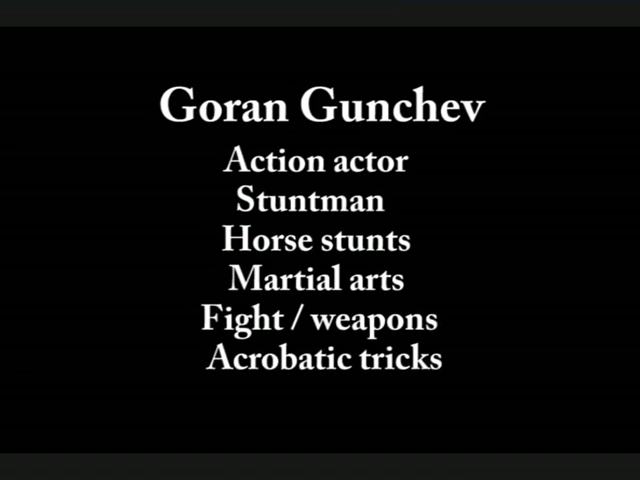 Goran Gunchev
Action actor
Stuntman
Horse stunts
Martial arts
Fight / weapons
Acrobatic tricks